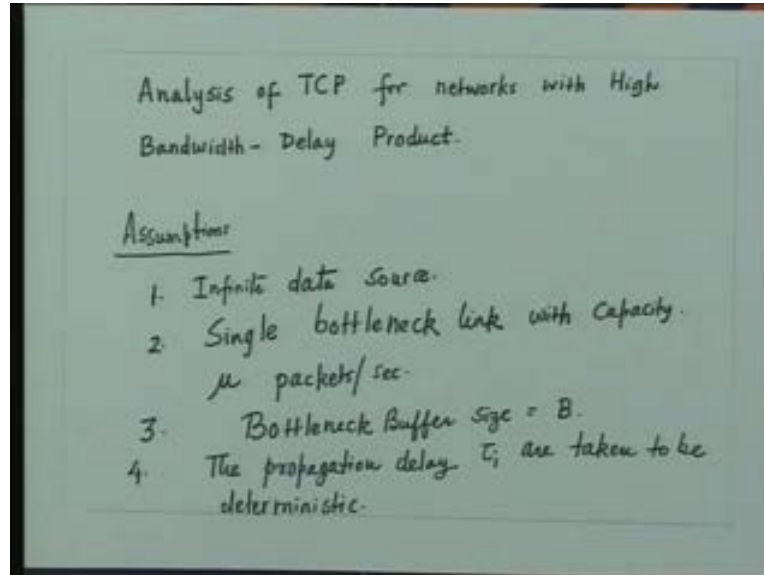 Analysis of TCP for networks with High
Bandwidth - Delay Product.
Assumptions
1. Infinite data source.
2. Single bottleneck link with Capacity.
μ packets/sec.
3. Bottleneck Buffer size = B.
4. The propagation delay τi are taken to be
deterministic.